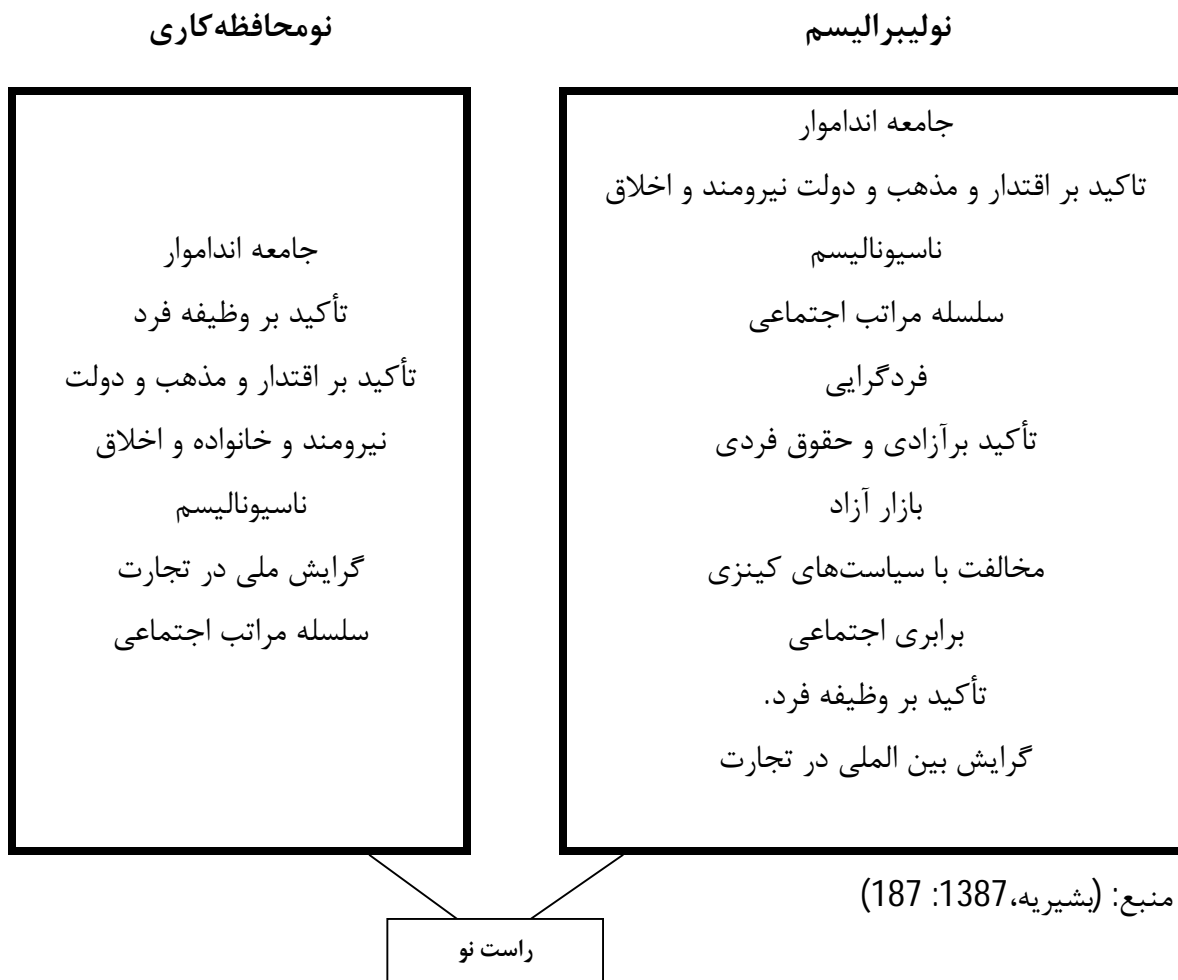 نولیبرالیسم
جامعه انداموار
تاکید بر اقتدار و مذهب و دولت نیرومند و اخلاق
ناسیونالیسم
سلسله مراتب اجتماعی
فردگرایی
تأکید برآزادی و حقوق فردی
بازار آزاد
مخالفت با سیاست‌های کینزی
برابری اجتماعی
تأکید بر وظیفه فرد.
گرایش بین المللی در تجارت
نومحافظه‌کاری
جامعه انداموار
تأکید بر وظیفه فرد
تأکید بر اقتدار و مذهب و دولت
نیرومند و خانواده و اخلاق
ناسیونالیسم
گرایش ملی در تجارت
سلسله مراتب اجتماعی
منبع: (بشیریه،1387: 187)
راست نو